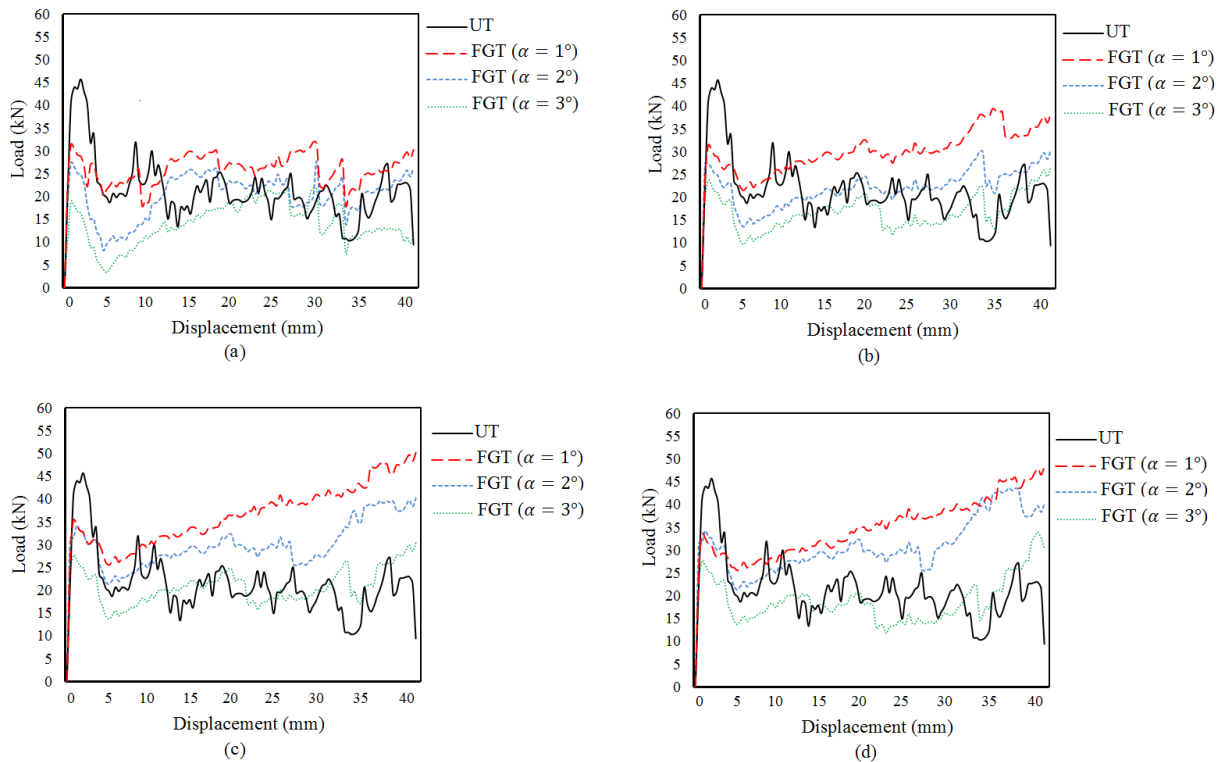 60
55
50
45
40
35
30
25
20
15
10
5
0
Load (kN)
0 5 10 15 20 25 30 35 40
Displacement (mm)
(a)
UT
FGT (α = 1°)
FGT (α = 2°)
FGT (α = 3°)
60
55
50
45
40
35
30
25
20
15
10
5
0
Load (kN)
0 5 10 15 20 25 30 35 40
Displacement (mm)
(b)
UT
FGT (α = 1°)
FGT (α = 2°)
FGT (α = 3°)
60
55
50
45
40
35
30
25
20
15
10
5
0
Load (kN)
0 5 10 15 20 25 30 35 40
Displacement (mm)
(c)
UT
FGT (α = 1°)
FGT (α = 2°)
FGT (α = 3°)
60
55
50
45
40
35
30
25
20
15
10
5
0
Load (kN)
0 5 10 15 20 25 30 35 40
Displacement (mm)
(d)
UT
FGT (α = 1°)
FGT (α = 2°)
FGT (α = 3°)